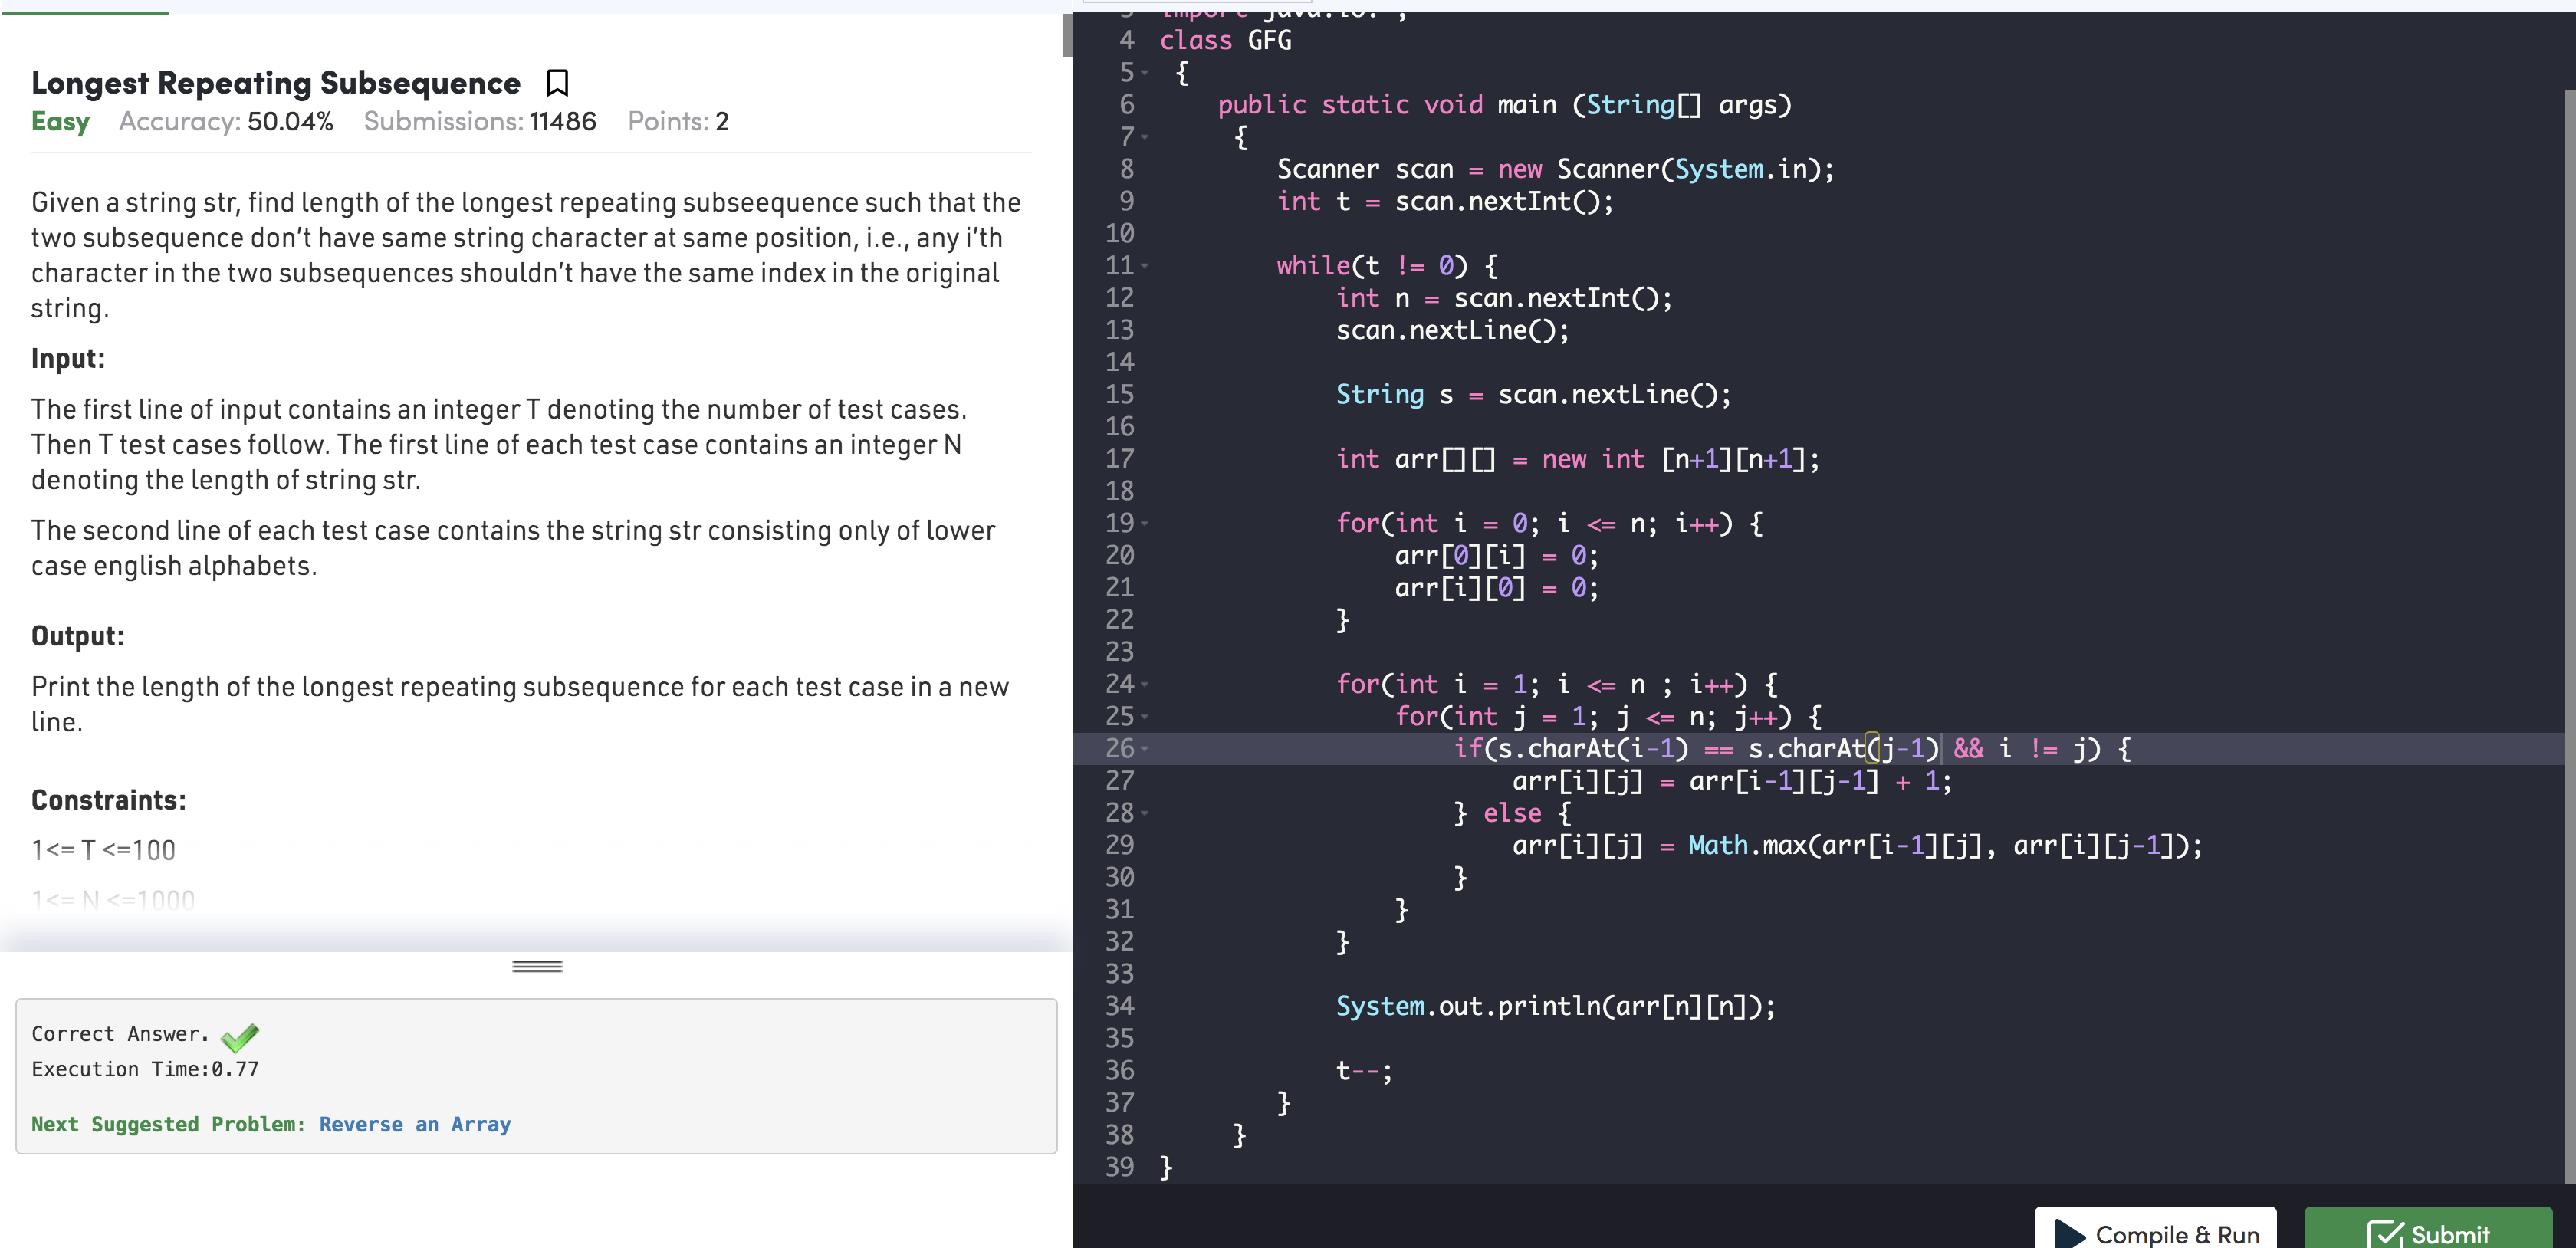 Longest Repeating Subsequence
Easy Accuracy: 50.04% Submissions: 11486 Points: 2
Given a string str, find length of the longest repeating subseequence such that the
two subsequence don't have same string character at same position, i.e., any i'th
character in the two subsequences shouldn't have the same index in the original
string.
Input:
The first line of input contains an integer T denoting the number of test cases.
Then T test cases follow. The first line of each test case contains an integer N
denoting the length of string str.
The second line of each test case contains the string str consisting only of lower
case english alphabets.
Output:
Print the length of the longest repeating subsequence for each test case in a new
line.
Constraints:
1<= T <=100
1<= N <=1000
Correct Answer.
Execution Time:0.77
Next Suggested Problem: Reverse an Array
3 import java.io.*;
4 class GFG
5 {
6 public static void main (String[] args)
7 {
8 Scanner scan = new Scanner(System.in);
9 int t = scan.nextInt();
10
11 while(t != 0) {
12 int n = scan.nextInt();
13 scan.nextLine();
14
15 String s = scan.nextLine();
16
17 int arr[][] = new int [n+1][n+1];
18
19 for(int i = 0; i <= n; i++) {
20 arr[0][i] = 0;
21 arr[i][0] = 0;
22 }
23
24 for(int i = 1; i <= n ; i++) {
25 for(int j = 1; j <= n; j++) {
26 if(s.charAt(i-1) == s.charAt(j-1) && i != j) {
27 arr[i][j] = arr[i-1][j-1] + 1;
28 } else {
29 arr[i][j] = Math.max(arr[i-1][j], arr[i][j-1]);
30 }
31 }
32 }
33
34 System.out.println(arr[n][n]);
35
36 t--;
37 }
38 }
39 }
Compile & Run
Submit